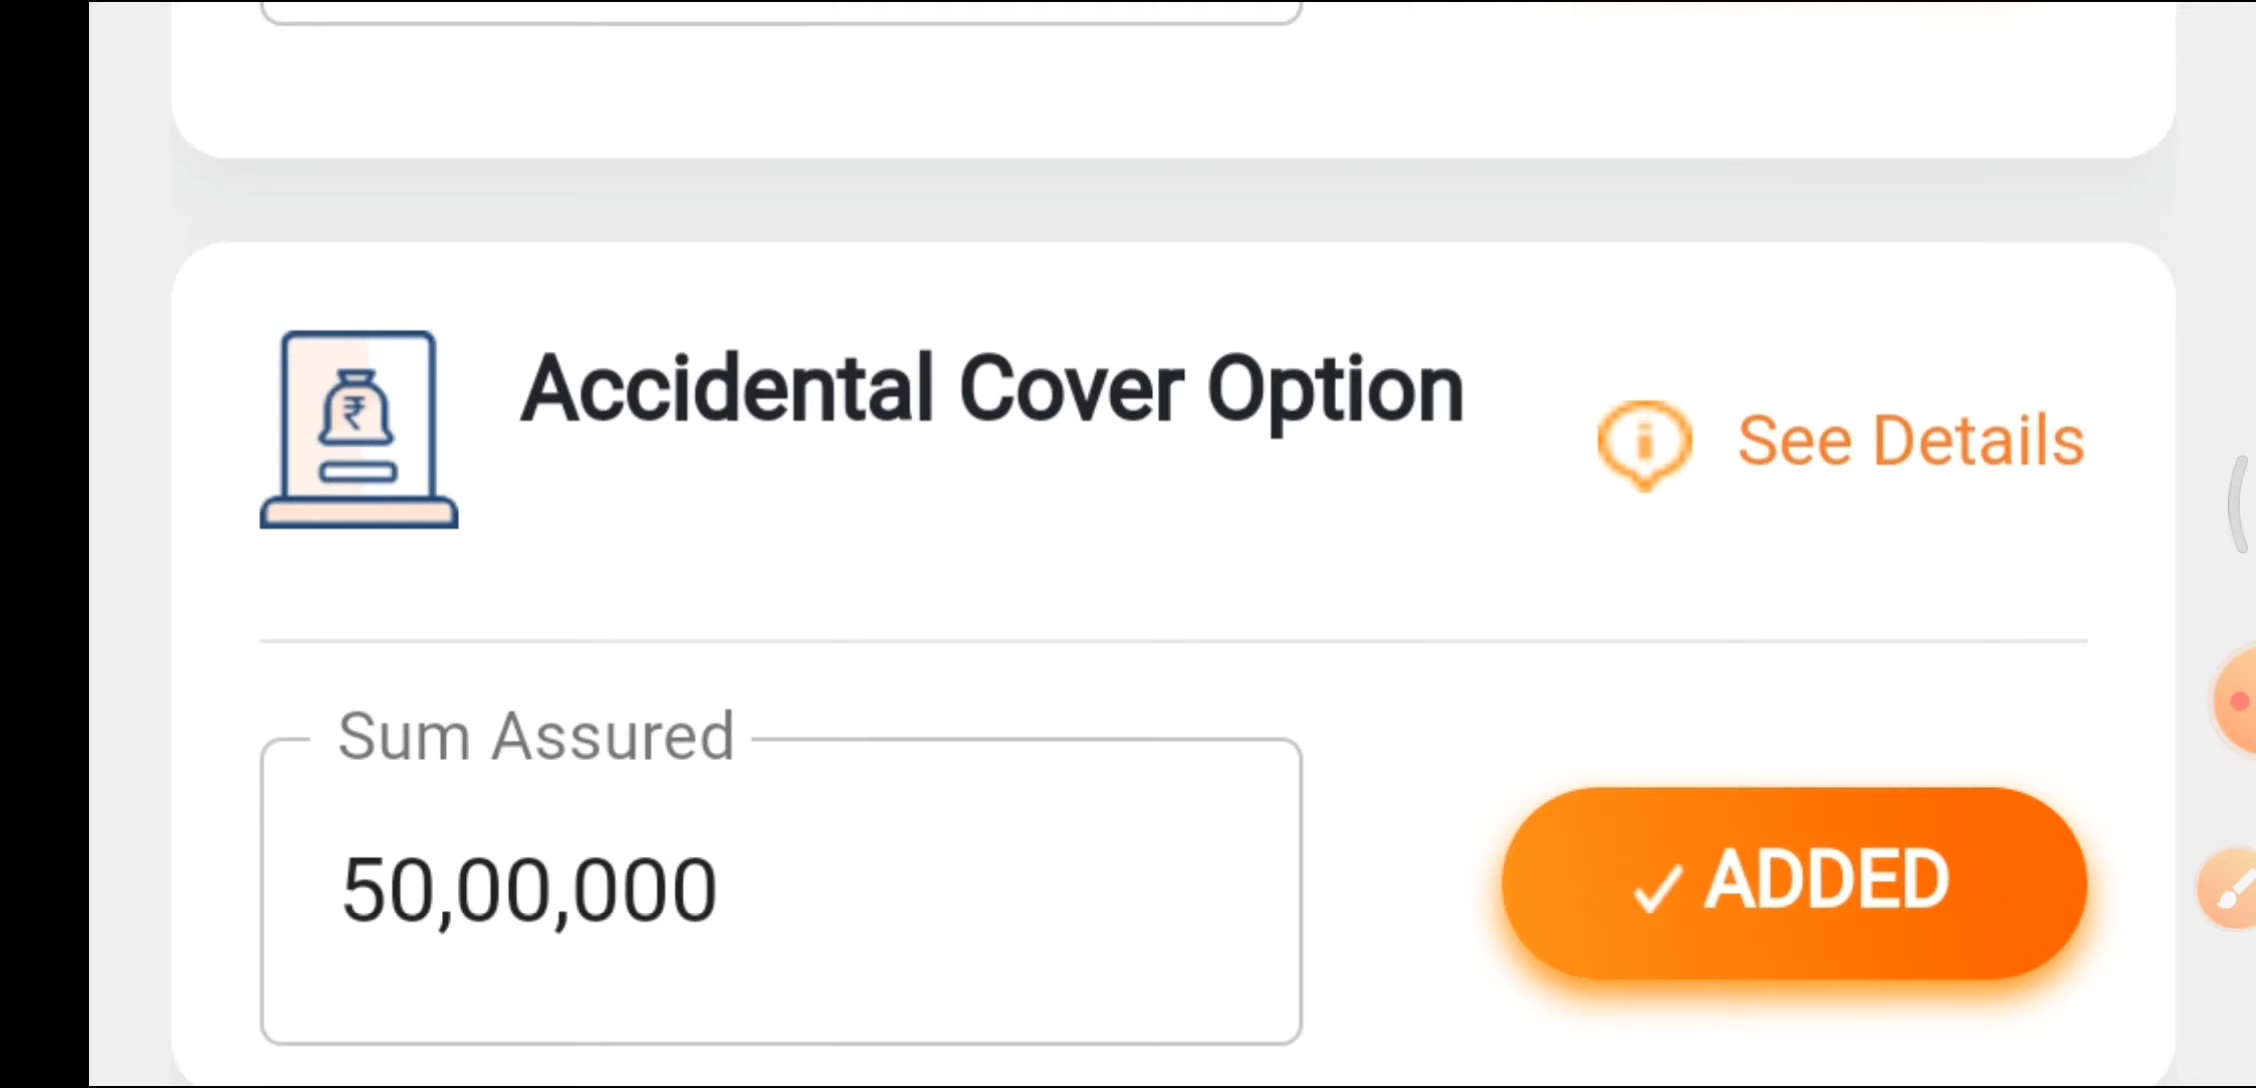 Accidental Cover Option
See Details
Sum Assured
50,00,000
✓ ADDED